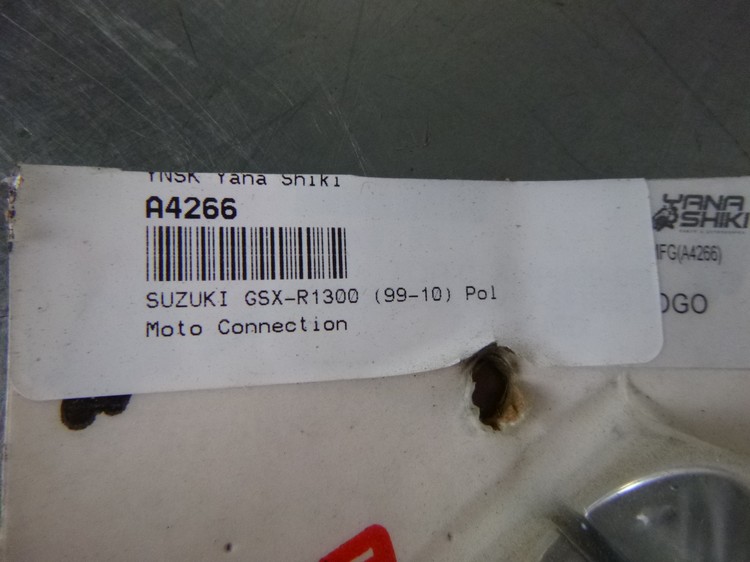 YNSK Yana Shiki
A4266
SUZUKI GSX-R1300 (99-10) Pol
Moto Connection
YANA
SHIKI
MFG(A4266)
OGO